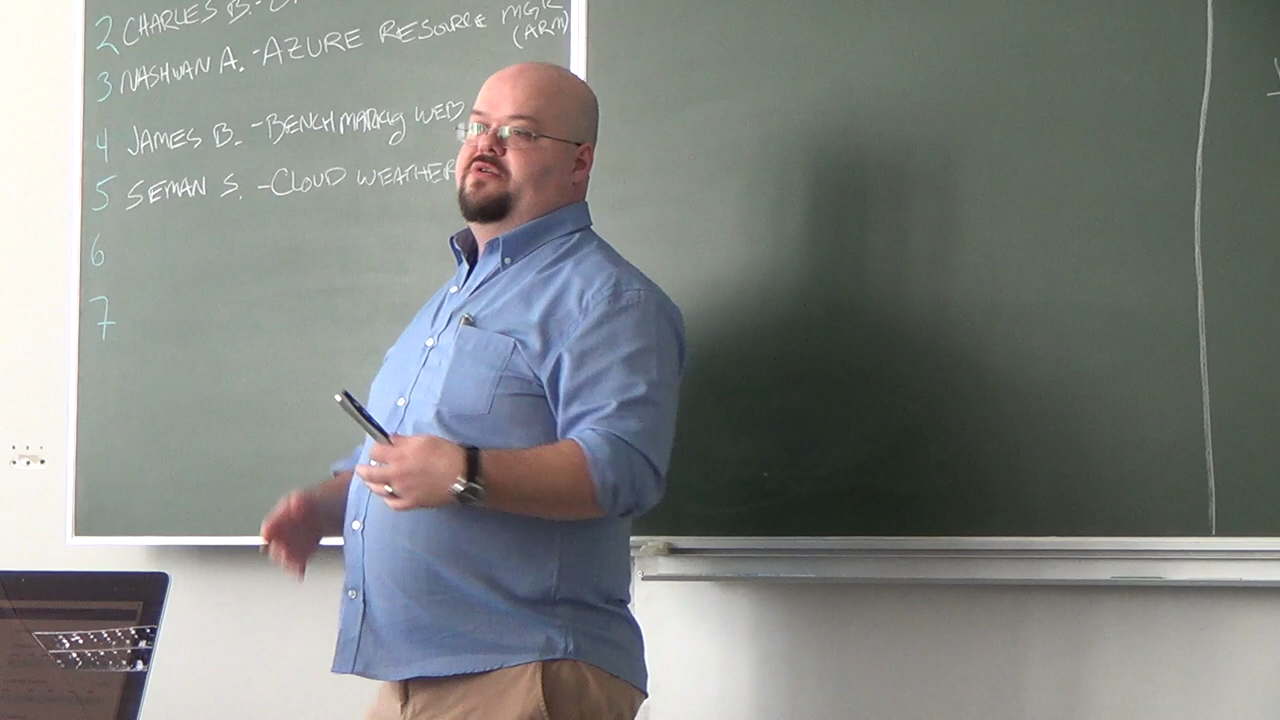 2 CHARLES B. -
3 NASHWAN A. - AZURE RESOURCE MGR
(ARM)
4 JAMES B. - BENCHMARKING WEB
5 SEMAN S. - CLOUD WEATHER
6
7